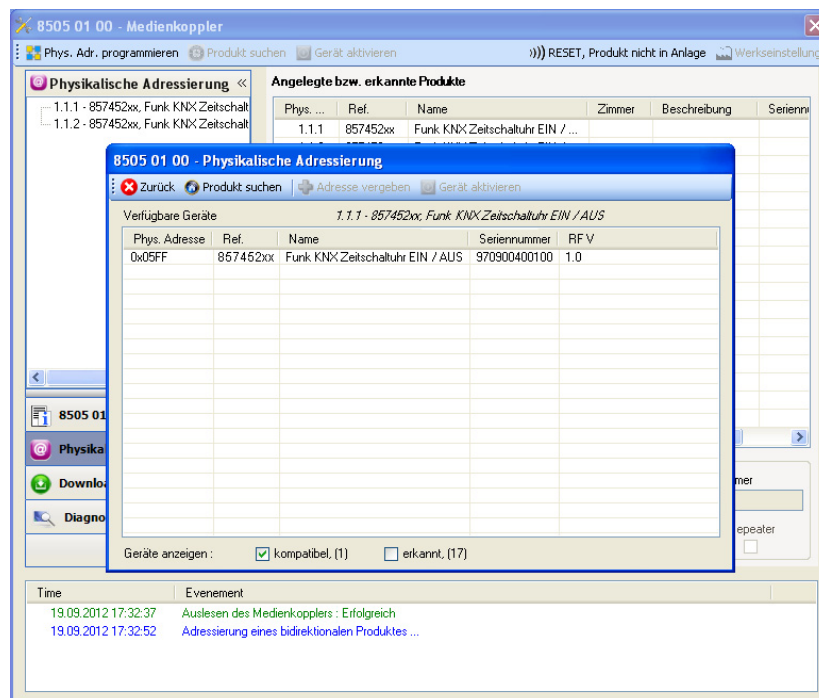 8505 01 00 - Medienkoppler
Phys. Adr. programmieren Produkt suchen Gerät aktivieren RESET, Produkt nicht in Anlage Werkseinstellung
Physikalische Adressierung «
1.1.1 - 857452xx, Funk KNX Zeitschalt
1.1.2 - 857452xx, Funk KNX Zeitschalt
Angelegte bzw. erkannte Produkte
Phys. ... Ref. Name Zimmer Beschreibung Seriennu
1.1.1 857452xx Funk KNX Zeitschaltuhr EIN / ...
8505 01 00 - Physikalische Adressierung
Zurück Produkt suchen Adresse vergeben Gerät aktivieren
Verfügbare Geräte 1.1.1 - 857452xx, Funk KNX Zeitschaltuhr EIN / AUS
Phys. Adresse Ref. Name Seriennummer RF V
0x05FF 857452xx Funk KNX Zeitschaltuhr EIN / AUS 970900400100 1.0
Geräte anzeigen : kompatibel, (1) erkannt, (17)
8505 01
Physika
Downloa
Diagno
mer
epeater
Time Evenement
19.09.2012 17:32:37 Auslesen des Medienkopplers : Erfolgreich
19.09.2012 17:32:52 Adressierung eines bidirektionalen Produktes ...